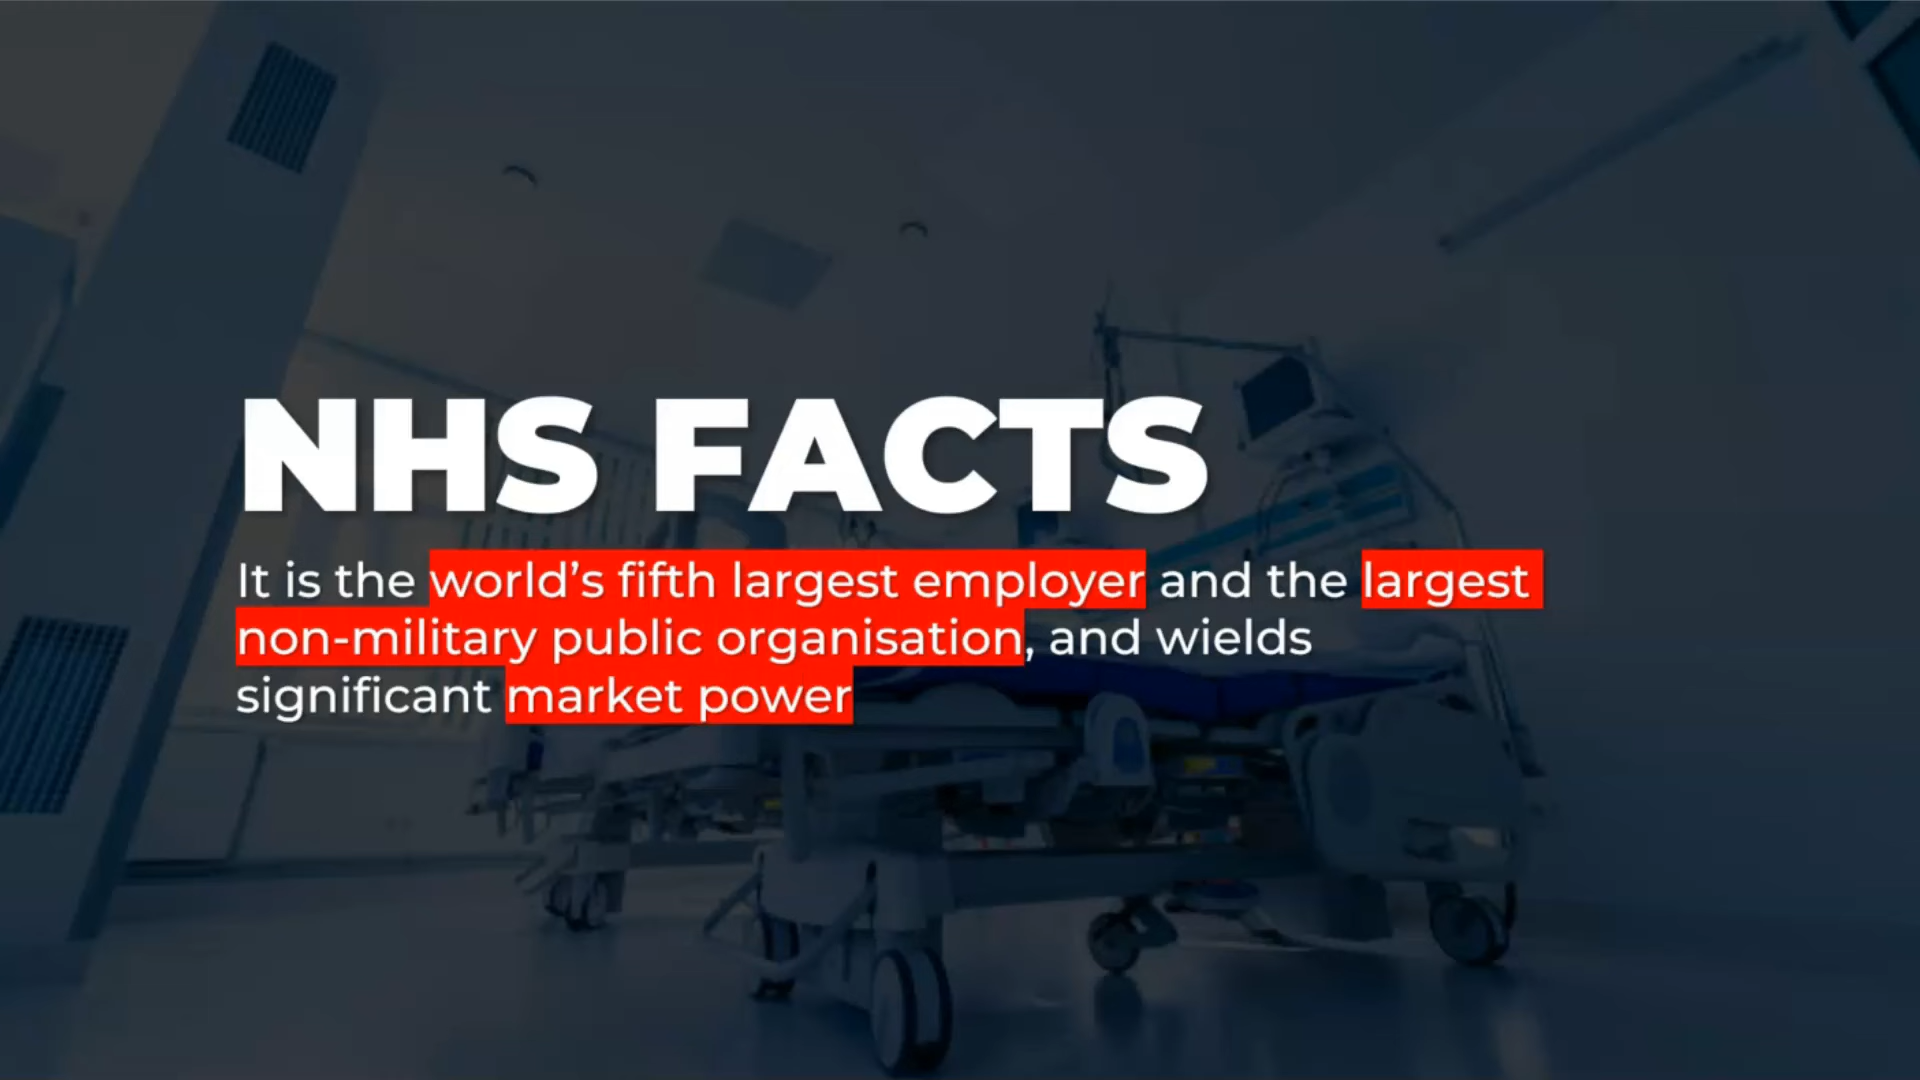 NHS FACTS
It is the world’s fifth largest employer and the largest
non-military public organisation, and wields
significant market power